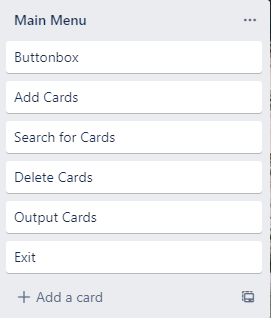 Main Menu
Buttonbox
Add Cards
Search for Cards
Delete Cards
Output Cards
Exit
+ Add a card